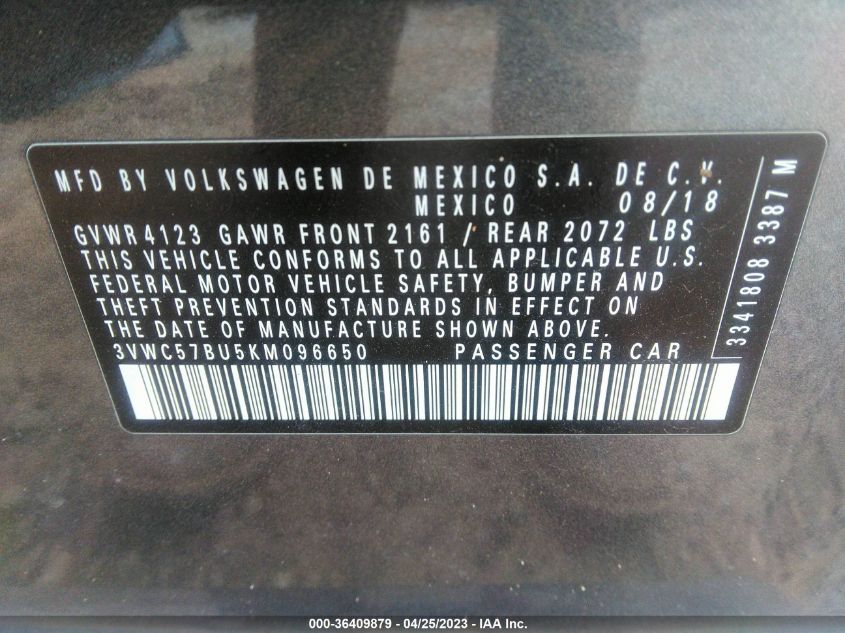 MFD BY VOLKSWAGEN DE MEXICO S.A. DE C.V.
MEXICO 08/18
GVWR 4123 GAWR FRONT 2161 / REAR 2072 LBS
THIS VEHICLE CONFORMS TO ALL APPLICABLE U.S.
FEDERAL MOTOR VEHICLE SAFETY, BUMPER AND
THEFT PREVENTION STANDARDS IN EFFECT ON
THE DATE OF MANUFACTURE SHOWN ABOVE.
3VWC57BU5KM096650 PASSENGER CAR
3341808 3387 M
000-36409879 - 04/25/2023 - IAA Inc.